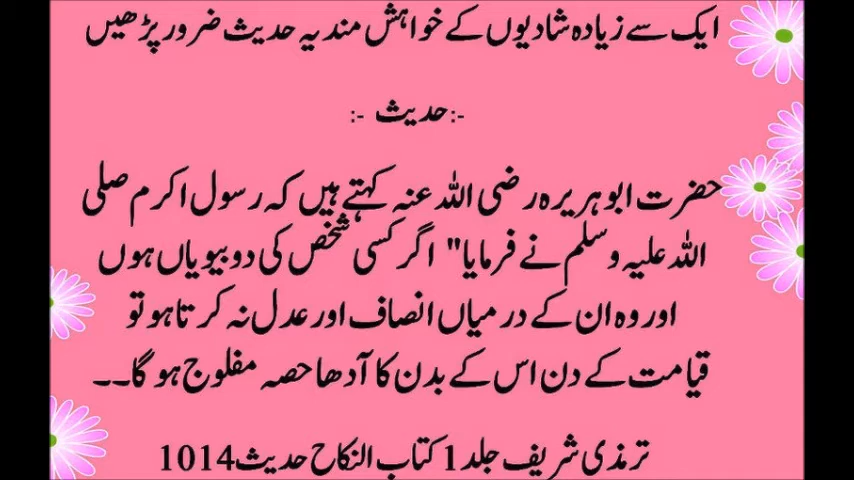 ایک سے زیادہ شادیوں کے خواہش مند یہ حدیث ضرور پڑھیں
-: حدیث :-
حضرت ابو ہریرہ رضی اللہ عنہ کہتے ہیں کہ رسول اکرم صلی
اللہ علیہ وسلم نے فرمایا" اگر کسی شخص کی دو بیویاں ہوں
اور وہ ان کے درمیاں انصاف اور عدل نہ کرتا ہو تو
قیامت کے دن اس کے بدن کا آدھا حصہ مفلوج ہو گا۔۔
ترمذی شریف جلد 1 کتاب النکاح حدیث 1014